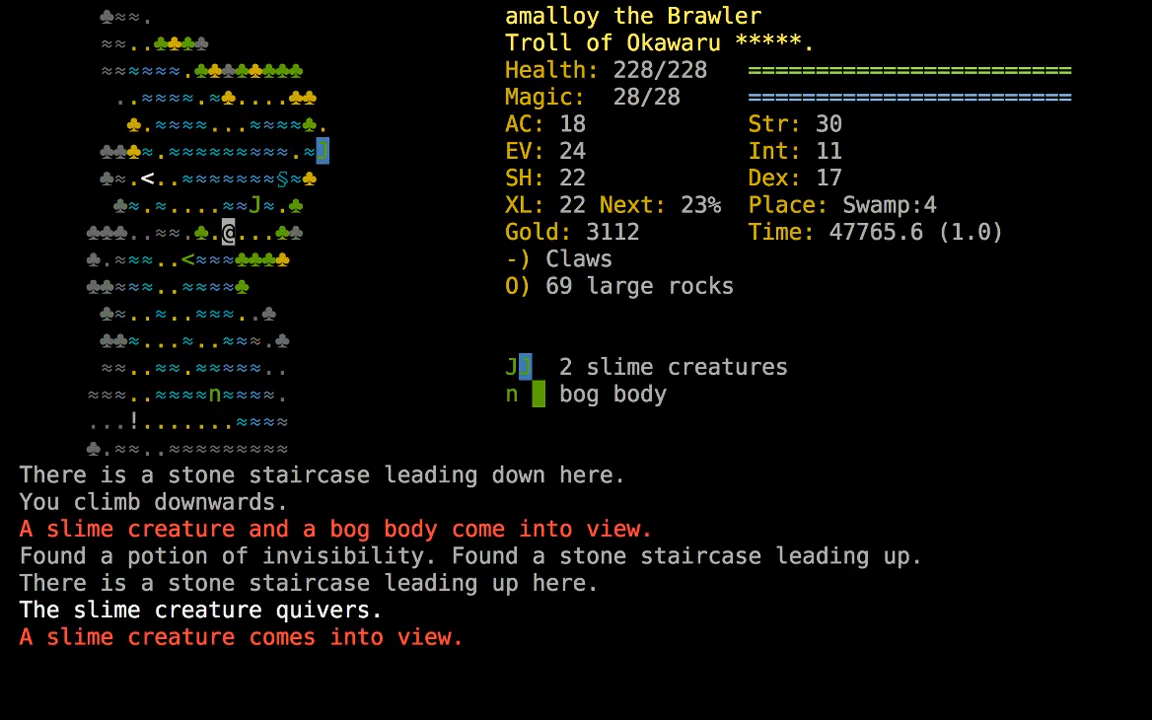 amalloy the Brawler
Troll of Okawaru *****.
Health: 228/228 ========================
Magic: 28/28 ========================
AC: 18 Str: 30
EV: 24 Int: 11
SH: 22 Dex: 17
XL: 22 Next: 23% Place: Swamp:4
Gold: 3112 Time: 47765.6 (1.0)
-) Claws
O) 69 large rocks
JJ 2 slime creatures
n bog body
There is a stone staircase leading down here.
You climb downwards.
A slime creature and a bog body come into view.
Found a potion of invisibility. Found a stone staircase leading up.
There is a stone staircase leading up here.
The slime creature quivers.
A slime creature comes into view.